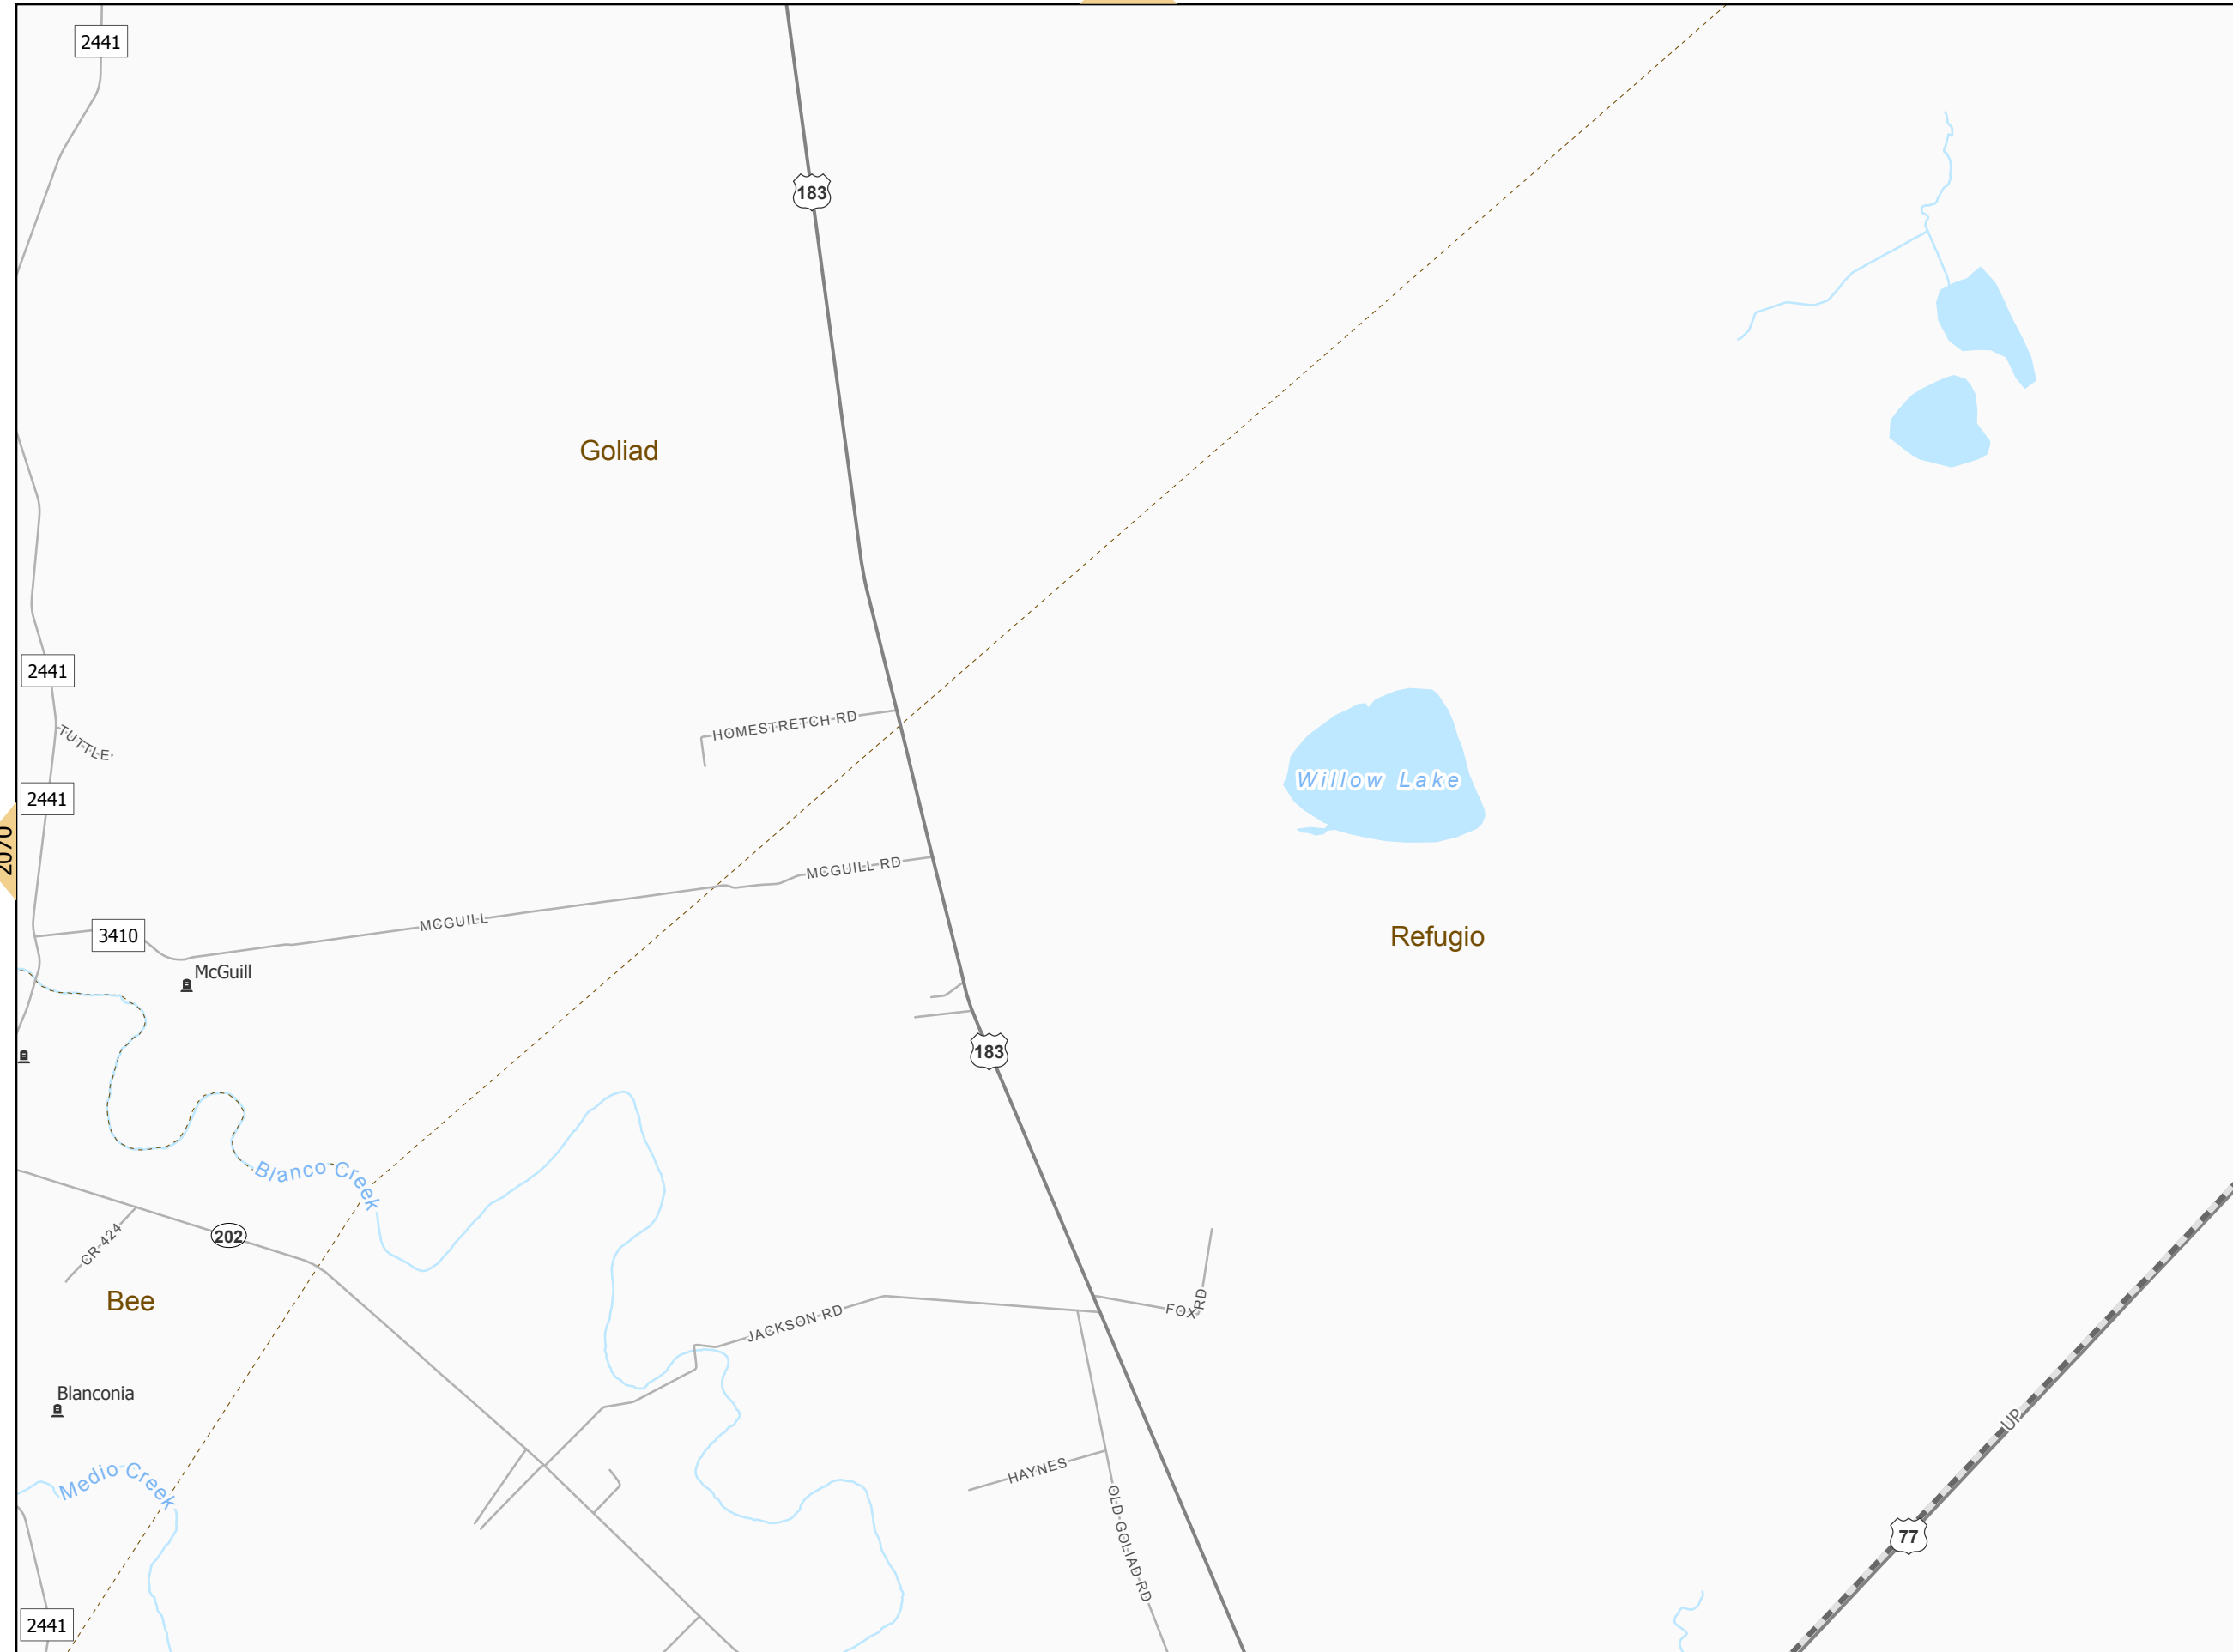 2441
183
Goliad
2441
HOMESTRETCH RD
TUTTLE
Willow Lake
2441
2070
MCGUILL RD
MCGUILL
3410
Refugio
McGuill
183
Blanco Creek
202
CR 424
Bee
FOX RD
JACKSON RD
Blanconia
UP
HAYNES
Medio Creek
OLD GOLIAD RD
77
2441